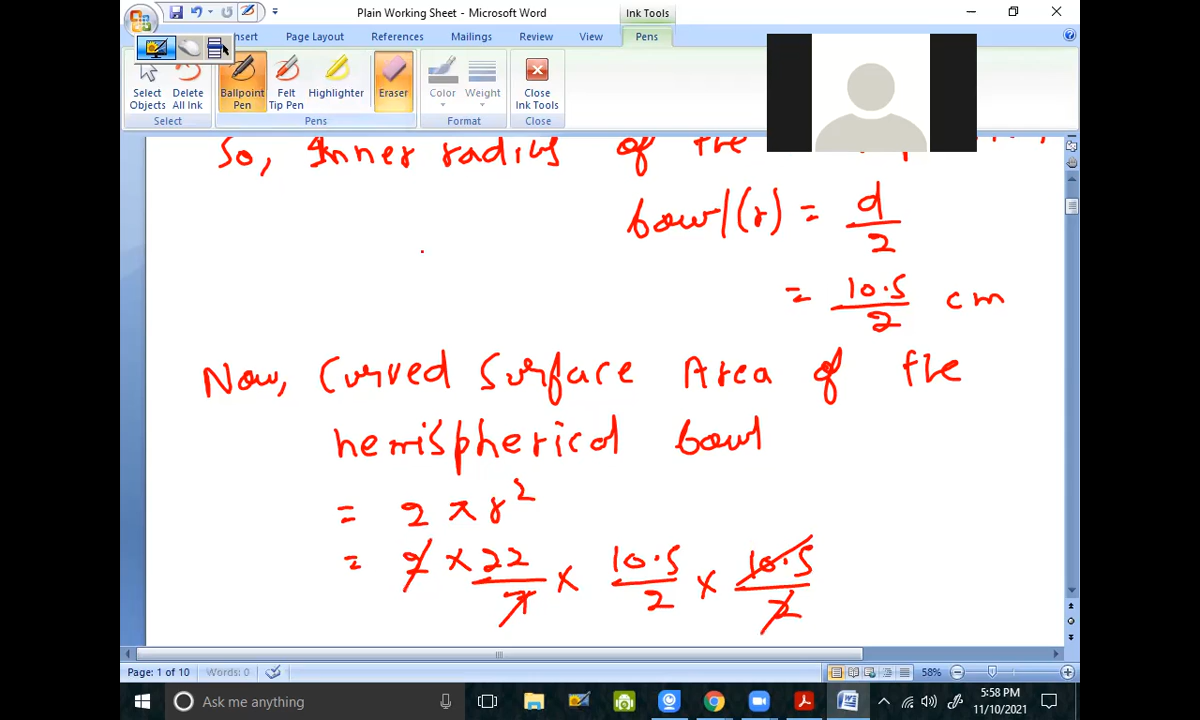 Plain Working Sheet - Microsoft Word
Ink Tools
nsert Page Layout References Mailings Review View Pens
Select Objects
Delete All Ink
Ballpoint Pen
Felt Tip Pen
Highlighter
Eraser
Color
Weight
Close Ink Tools
Select Pens Format Close
So, Inner radius of the
bowl (r) = d/2
= 10.5/2 cm
Now, Curved Surface Area of the
hemispherical bowl
= 2 π r²
= 2 × 22/7 × 10.5/2 × 10.5/2
Page: 1 of 10 Words: 0 58%
Ask me anything
5:58 PM
11/10/2021